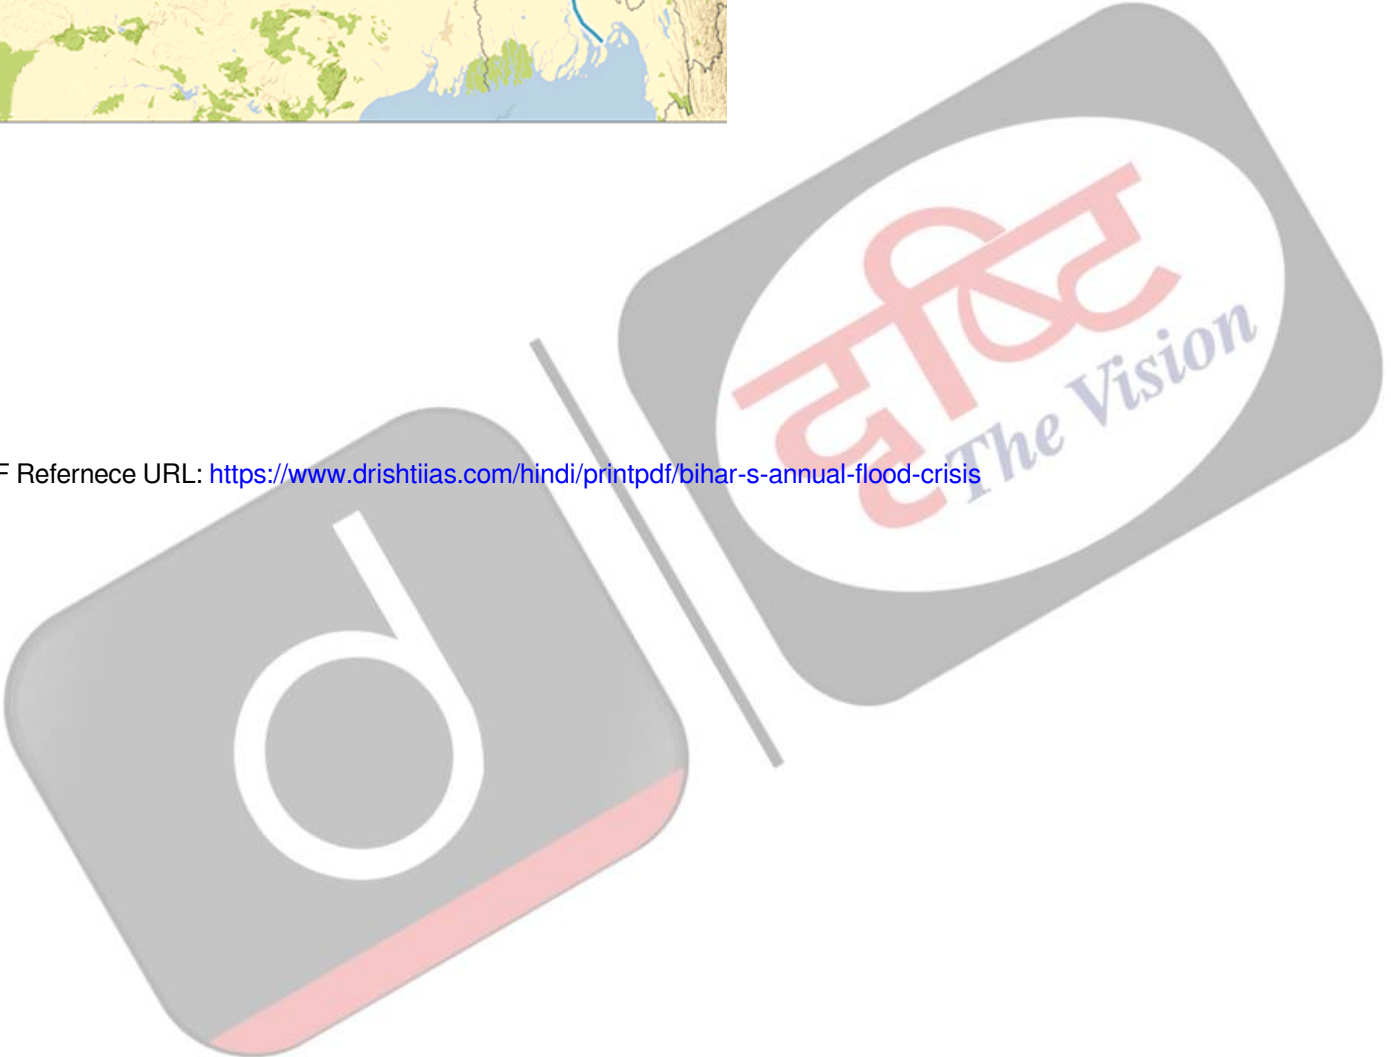 दृष्टि
The Vision
F Refernece URL: https://www.drishtiias.com/hindi/printpdf/bihar-s-annual-flood-crisis
d